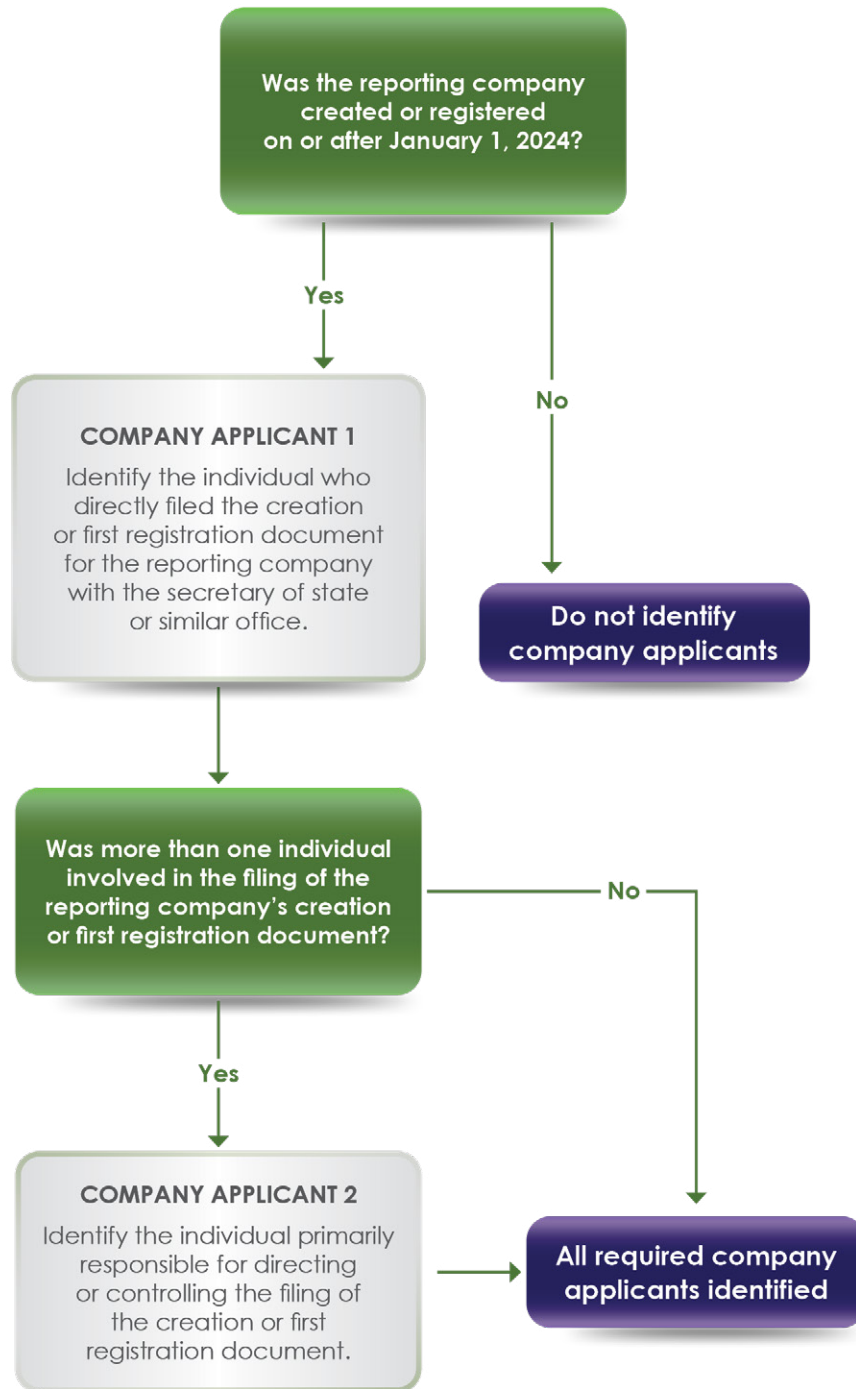 Was the reporting company
created or registered
on or after January 1, 2024?
Yes
No
COMPANY APPLICANT 1
Identify the individual who
directly filed the creation
or first registration document
for the reporting company
with the secretary of state
or similar office.
Do not identify
company applicants
Was more than one individual
involved in the filing of the
reporting company’s creation
or first registration document?
No
Yes
COMPANY APPLICANT 2
Identify the individual primarily
responsible for directing
or controlling the filing of
the creation or first
registration document.
All required company
applicants identified